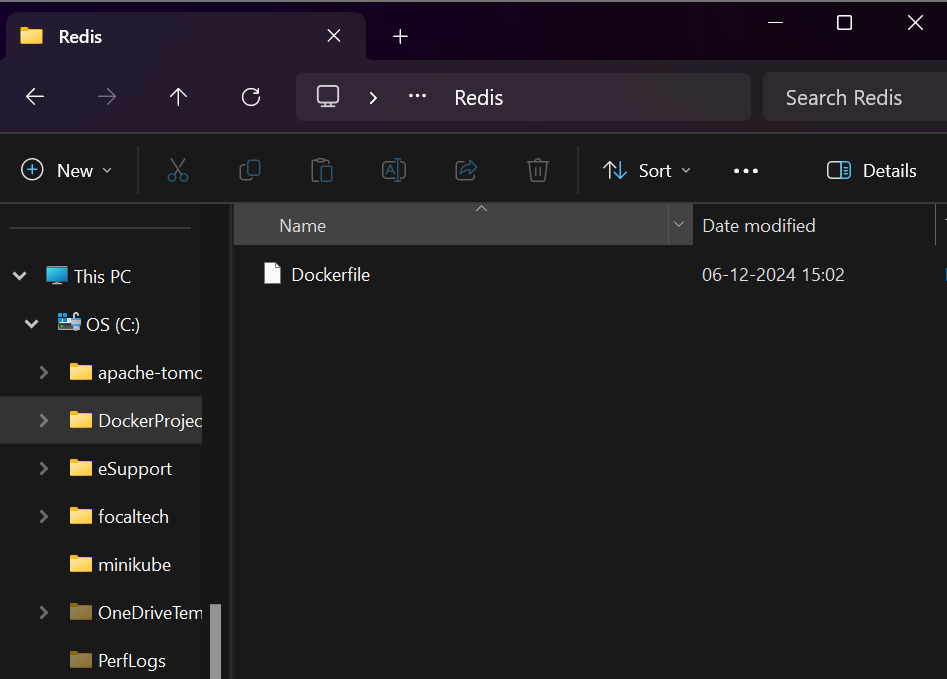 Redis
Redis
Search Redis
New
Sort
Details
Name
Date modified
This PC
OS (C:)
apache-tomc
DockerProjec
eSupport
focaltech
minikube
OneDriveTem
PerfLogs
Dockerfile
06-12-2024 15:02